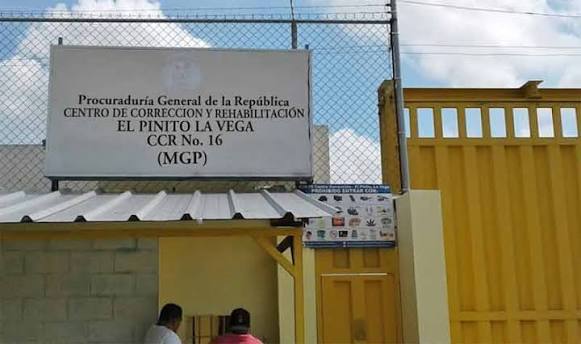 Procuraduría General de la República
CENTRO DE CORRECCION Y REHABILITACIÓN
EL PINITO LA VEGA
CCR No. 16
(MGP)
PROHIBIDO ENTRAR CON: